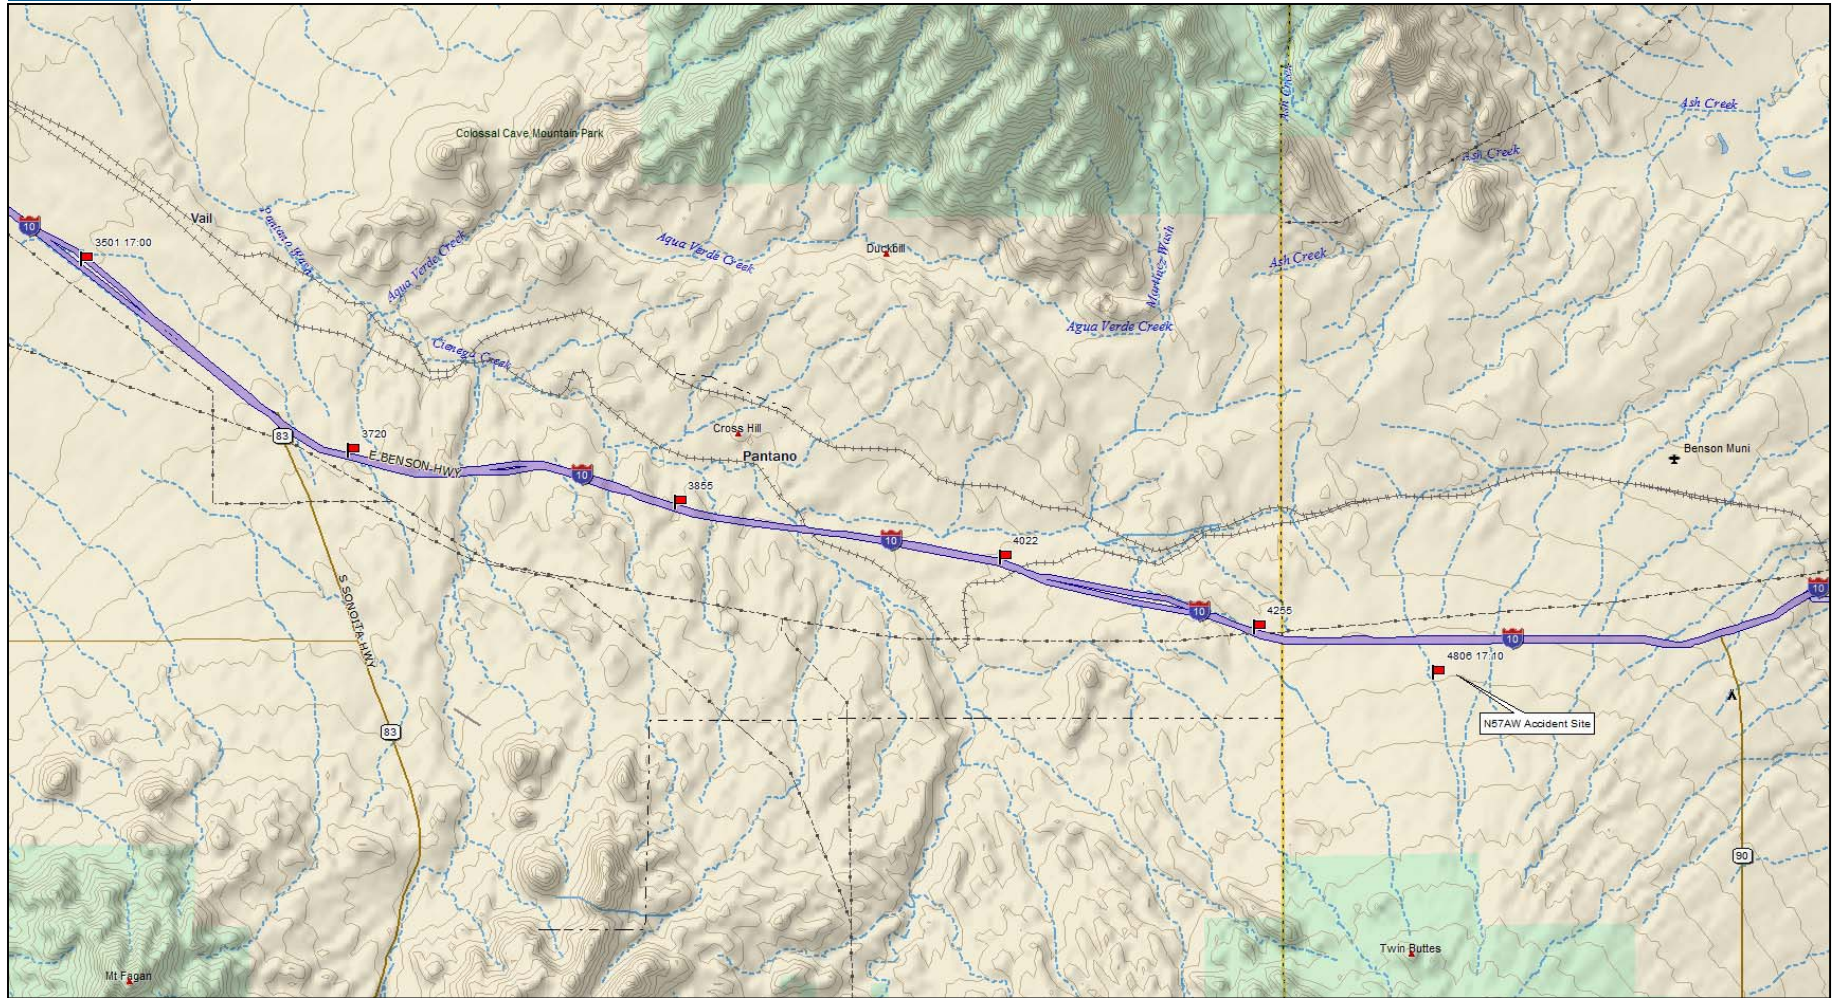 Ash Creek
Ash Creek
Colossal Cave Mountain Park
Ash Creek
Vail
10
Pantano Wash
3501 17:00
Agua Verde Creek
Agua Verde Creek
Duckbill
Martinez Wash
Ash Creek
Agua Verde Creek
Cienega Creek
83
3720
Cross Hill
Pantano
E BENSON HWY
Benson Muni
10
3855
10
4022
10
4255
10
10
S SONOITA HWY
4806 17:10
N57AW Accident Site
83
90
Twin Buttes
Mt Fagan